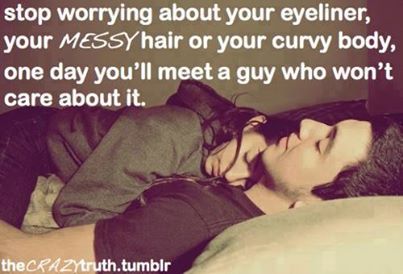 stop worrying about your eyeliner,
your MESSY hair or your curvy body,
one day you'll meet a guy who won't
care about it.
theCRAZYtruth.tumblr